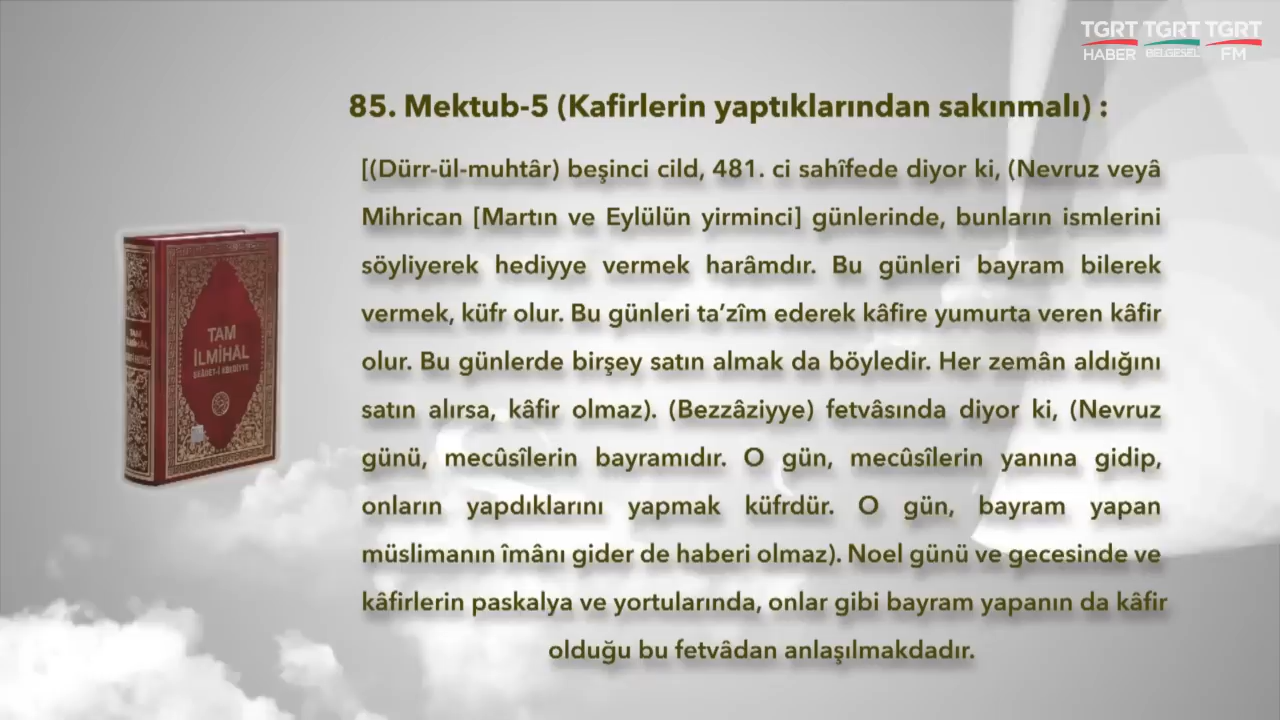 TGRT TGRT TGRT
HABER BELGESEL FM
85. Mektub-5 (Kafirlerin yaptıklarından sakınmalı) :
[(Dürr-ül-muhtâr) beşinci cild, 481. ci sahîfede diyor ki, (Nevruz veyâ
Mihrican [Martın ve Eylülün yirminci] günlerinde, bunların ismlerini
söyliyerek hediyye vermek harâmdır. Bu günleri bayram bilerek
vermek, küfr olur. Bu günleri ta’zîm ederek kâfire yumurta veren kâfir
olur. Bu günlerde birşey satın almak da böyledir. Her zemân aldığını
satın alırsa, kâfir olmaz). (Bezzâziyye) fetvâsında diyor ki, (Nevruz
günü, mecûsîlerin bayramıdır. O gün, mecûsîlerin yanına gidip,
onların yapdıklarını yapmak küfrdür. O gün, bayram yapan
müslimanın îmânı gider de haberi olmaz). Noel günü ve gecesinde ve
kâfirlerin paskalya ve yortularında, onlar gibi bayram yapanın da kâfir
olduğu bu fetvâdan anlaşılmakdadır.
TAM
İLMİHAL
SEÂDET-İ EBEDİYYE
TAM
İLMİHAL